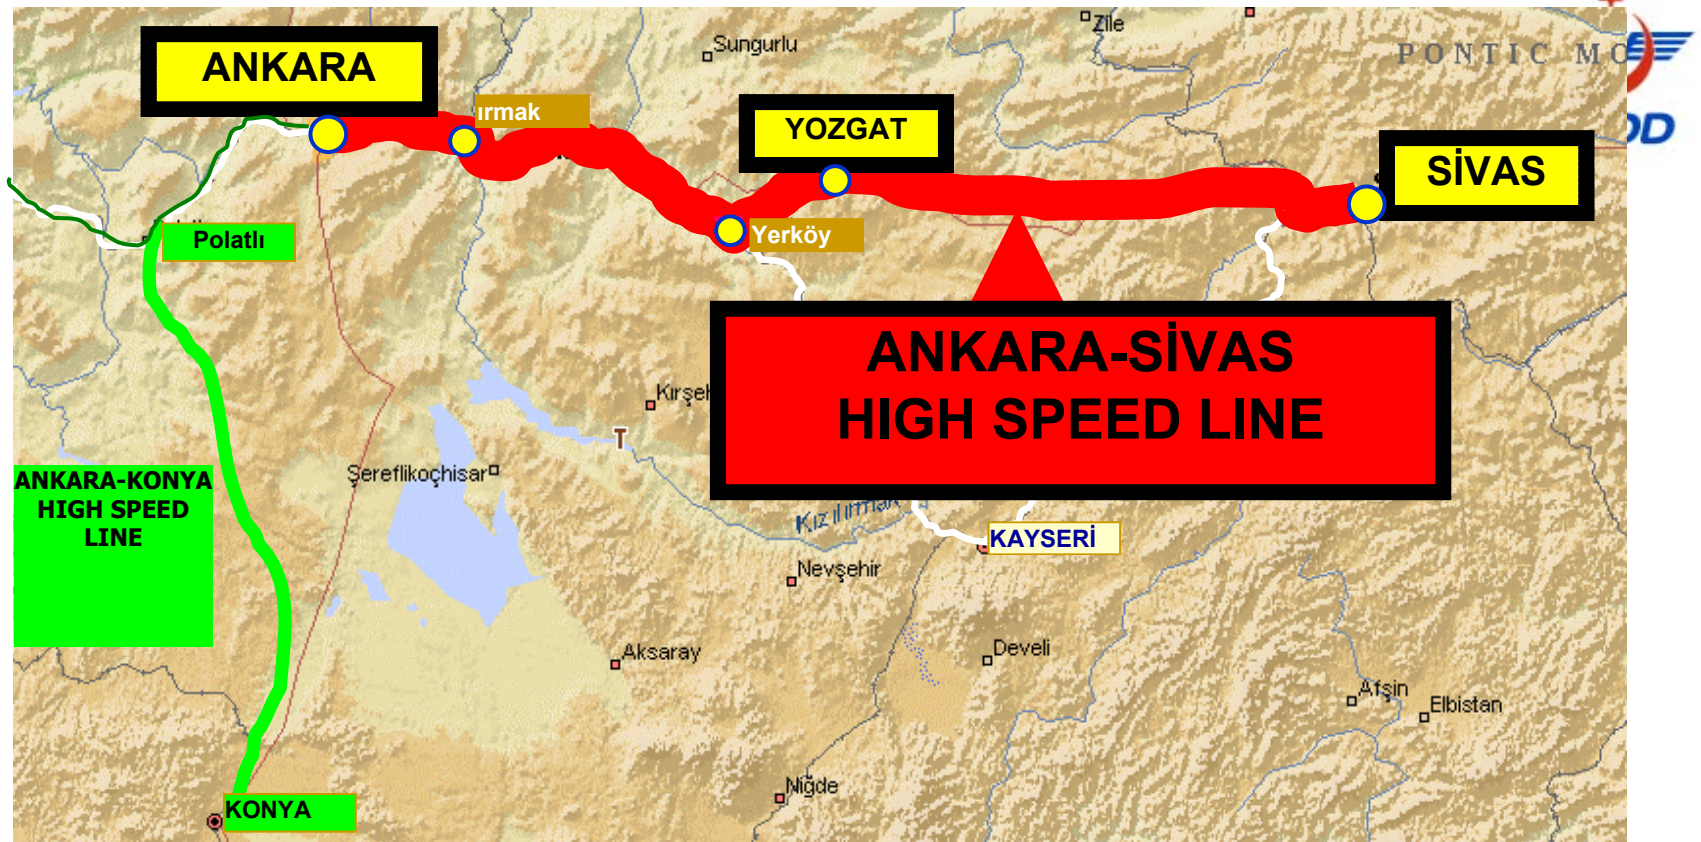 Zile
Sungurlu
PONTIC MO
ANKARA
ırmak
YOZGAT
SİVAS
Polatlı
Yerköy
ANKARA-SİVAS
HIGH SPEED LINE
Kırşeh
T
Şereflikoçhisar
ANKARA-KONYA
HIGH SPEED
LINE
Kızılırmak
KAYSERİ
Nevşehir
Aksaray
Develi
Afşin
Elbistan
Niğde
KONYA